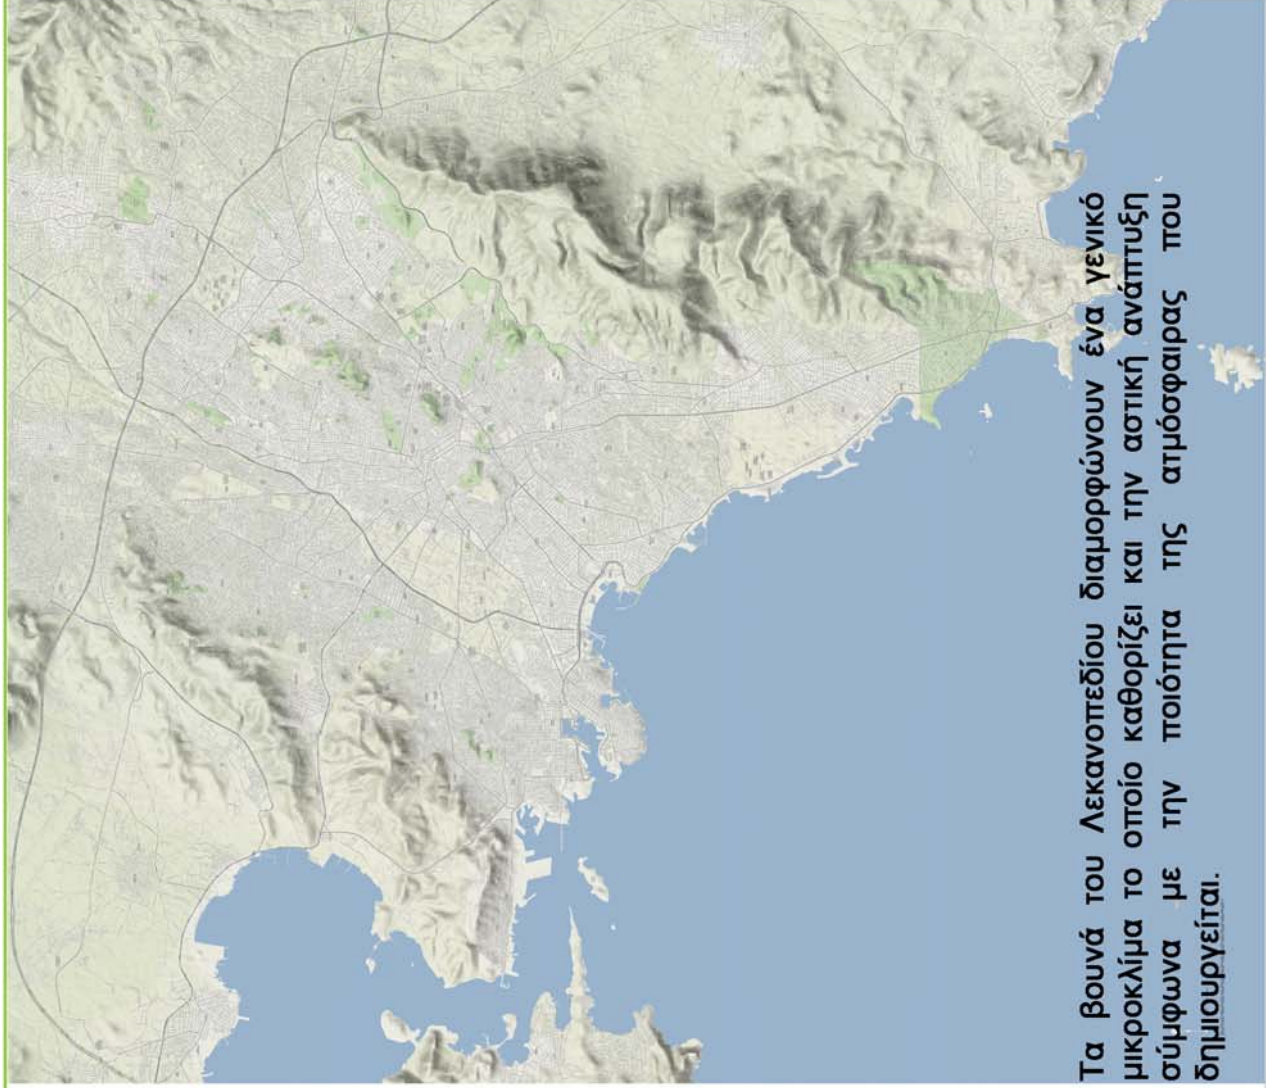 Τα βουνά του Λεκανοπεδίου διαμορφώνουν ένα γενικό
μικροκλίμα το οποίο καθορίζει και την αστική ανάπτυξη
σύμφωνα με την ποιότητα της ατμόσφαιρας που
δημιουργείται.